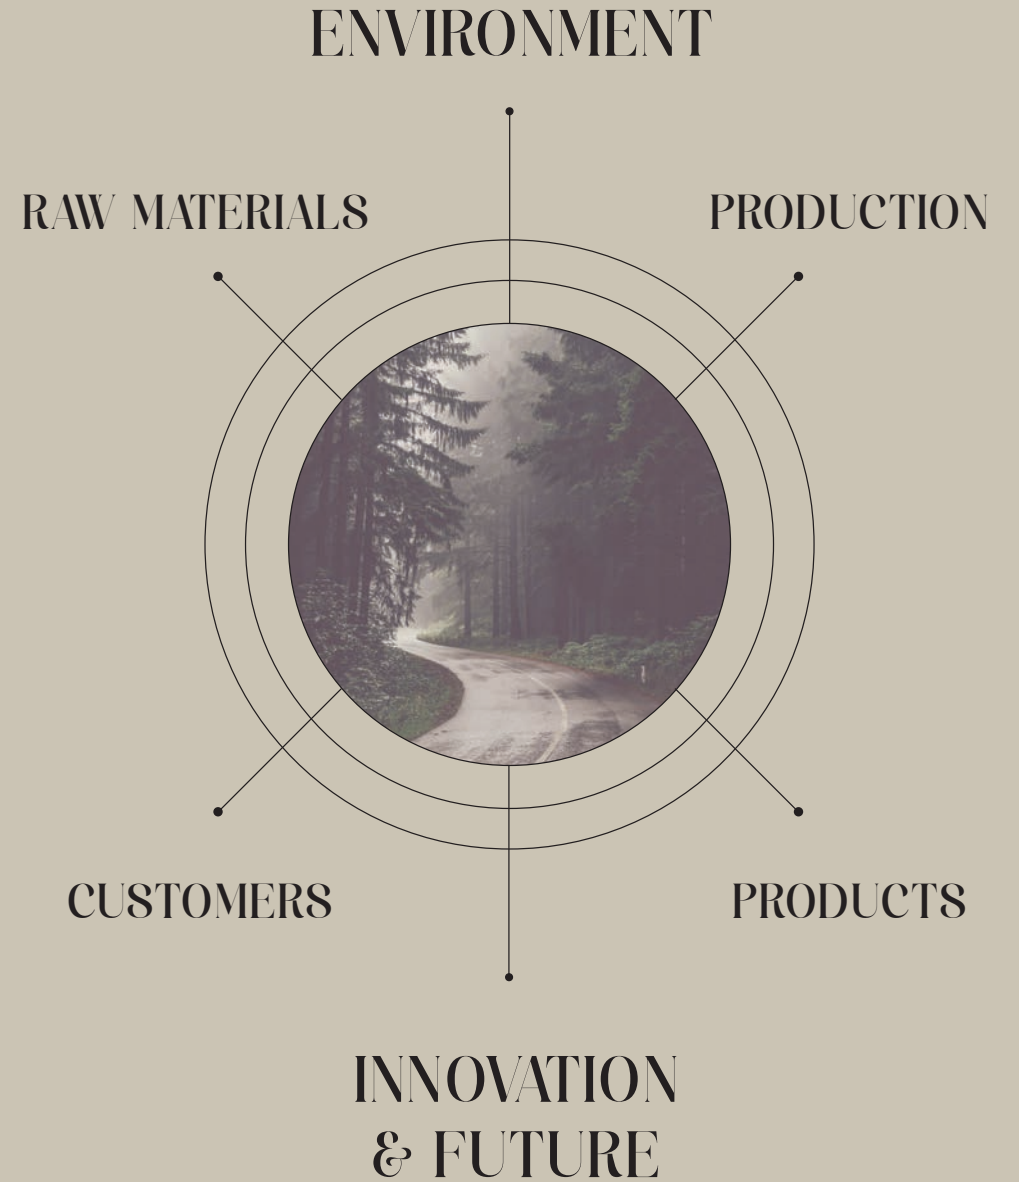 ENVIRONMENT
RAW MATERIALS
PRODUCTION
CUSTOMERS
PRODUCTS
INNOVATION
& FUTURE